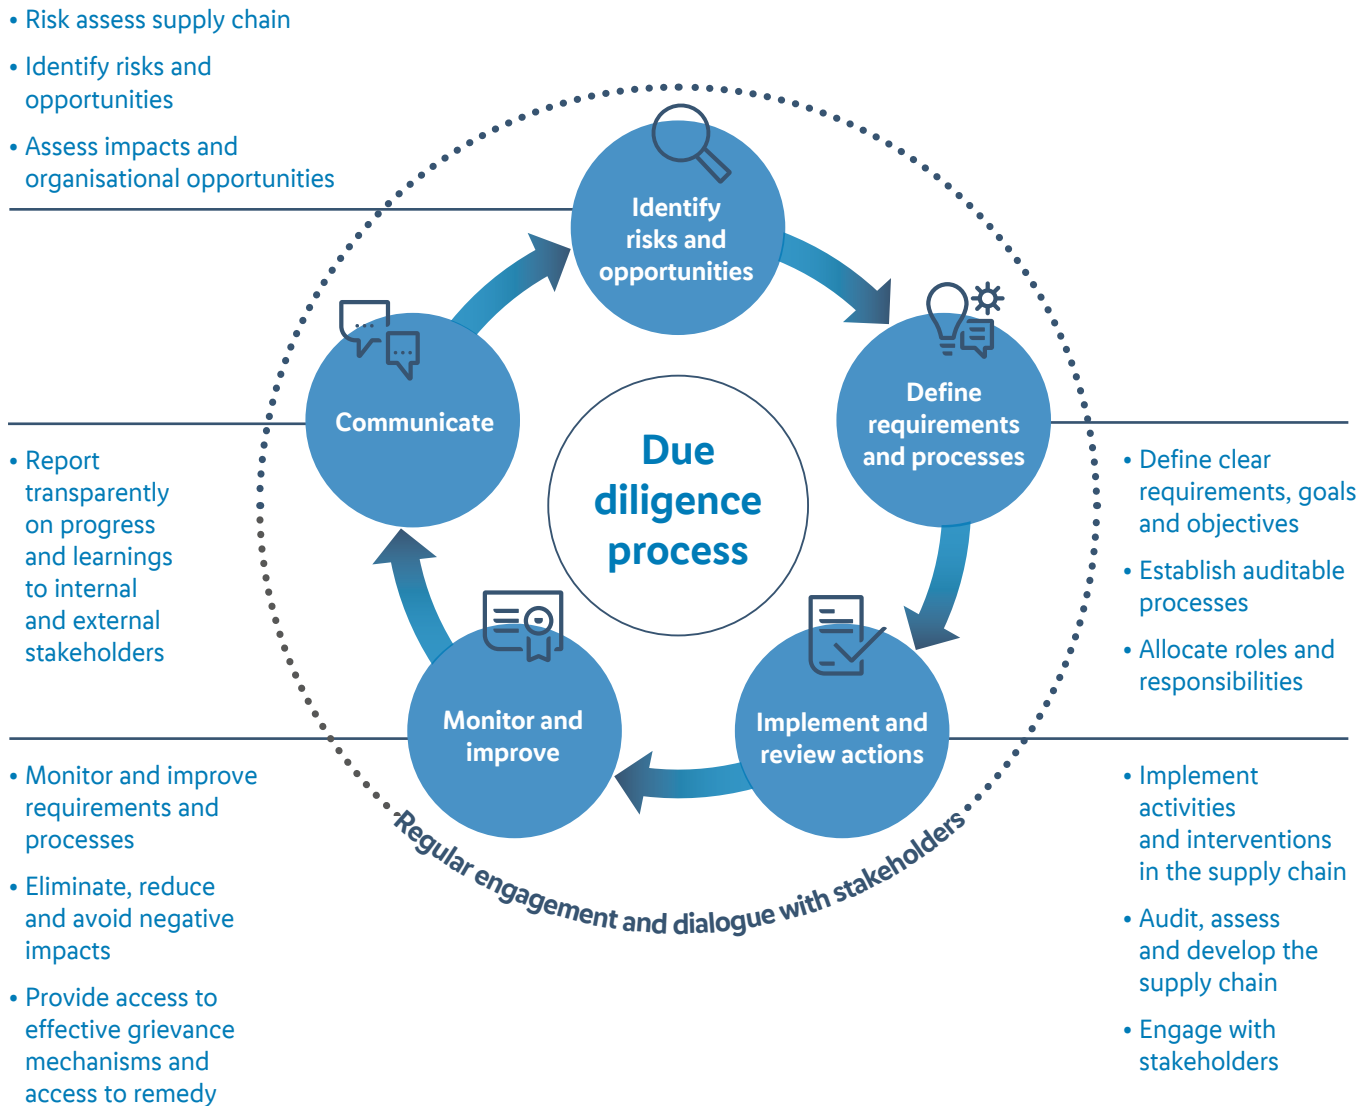 • Risk assess supply chain
• Identify risks and
opportunities
• Assess impacts and
organisational opportunities
Identify
risks and
opportunities
Define
requirements
and processes
• Define clear
requirements, goals
and objectives
• Establish auditable
processes
• Allocate roles and
responsibilities
Implement and
review actions
• Implement
activities
and interventions
in the supply chain
• Audit, assess
and develop the
supply chain
• Engage with
stakeholders
Monitor and
improve
• Monitor and improve
requirements and
processes
• Eliminate, reduce
and avoid negative
impacts
• Provide access to
effective grievance
mechanisms and
access to remedy
Communicate
• Report
transparently
on progress
and learnings
to internal
and external
stakeholders
Due
diligence
process
Regular engagement and dialogue with stakeholders